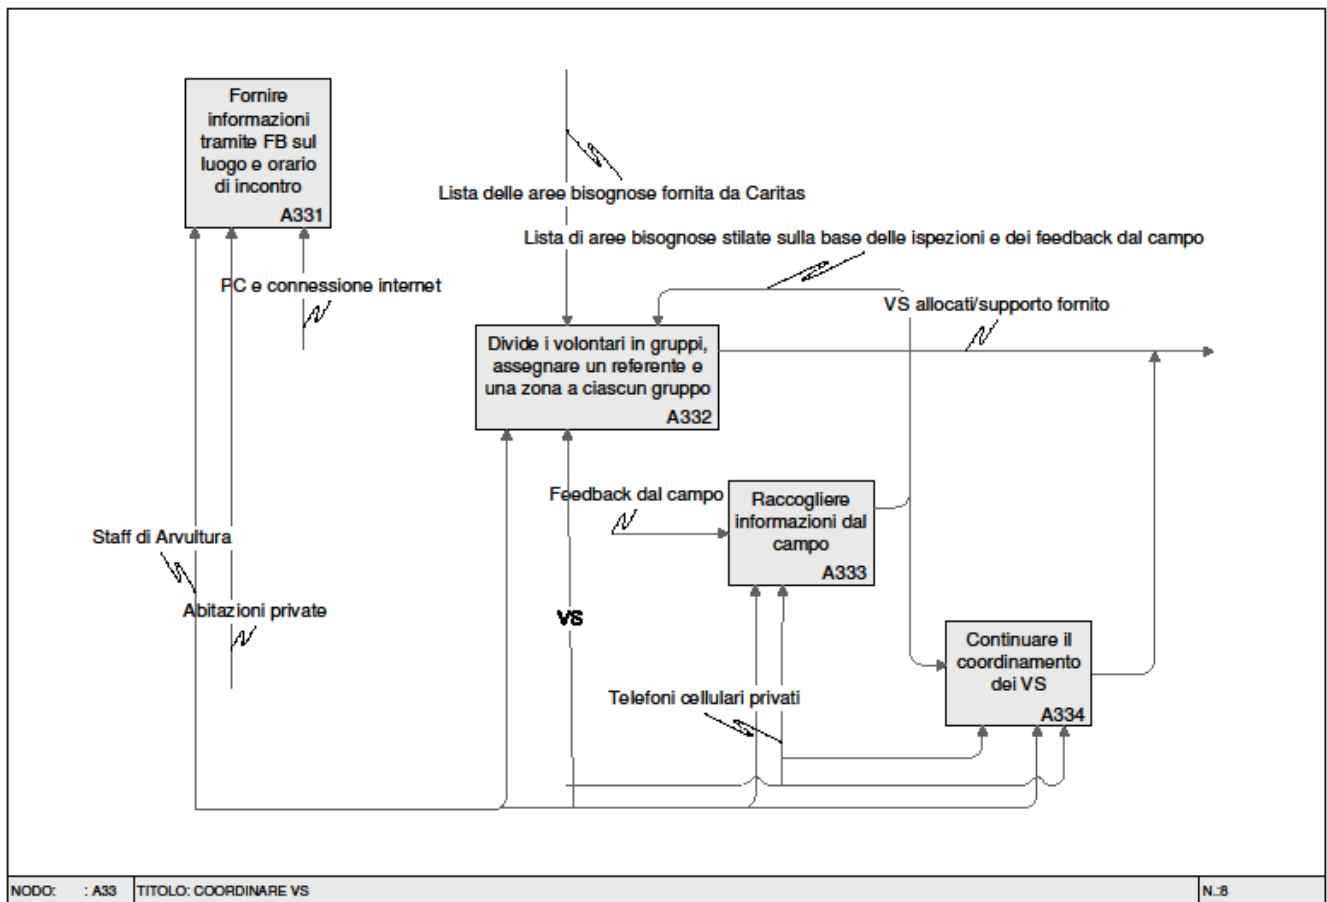 Fornire
informazioni
tramite FB sul
luogo e orario
di incontro
A331
Lista delle aree bisognose fornita da Caritas
Lista di aree bisognose stilate sulla base delle ispezioni e dei feedback dal campo
PC e connessione internet
VS allocati/supporto fornito
Divide i volontari in gruppi,
assegnare un referente e
una zona a ciascun gruppo
A332
Feedback dal campo
Raccogliere
informazioni dal
campo
A333
Staff di Arvultura
Abitazioni private
VS
Continuare il
coordinamento
dei VS
A334
Telefoni cellulari privati
NODO: : A33 TITOLO: COORDINARE VS N.:8